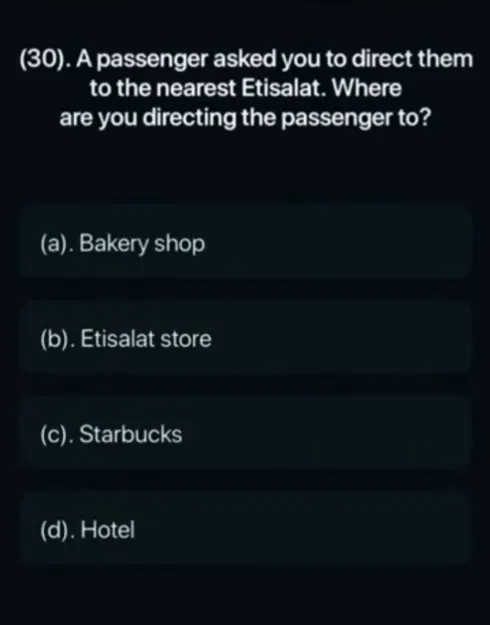 (30). A passenger asked you to direct them
to the nearest Etisalat. Where
are you directing the passenger to?
(a). Bakery shop
(b). Etisalat store
(c). Starbucks
(d). Hotel